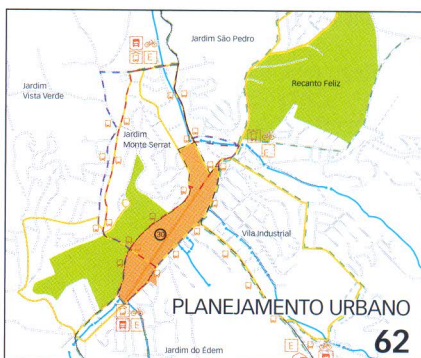 Jardim São Pedro
Jardim
Vista Verde
Recanto Feliz
Jardim
Monte Serrat
30
Vila Industrial
PLANEJAMENTO URBANO
Jardim do Édem
62
E
E
E
E